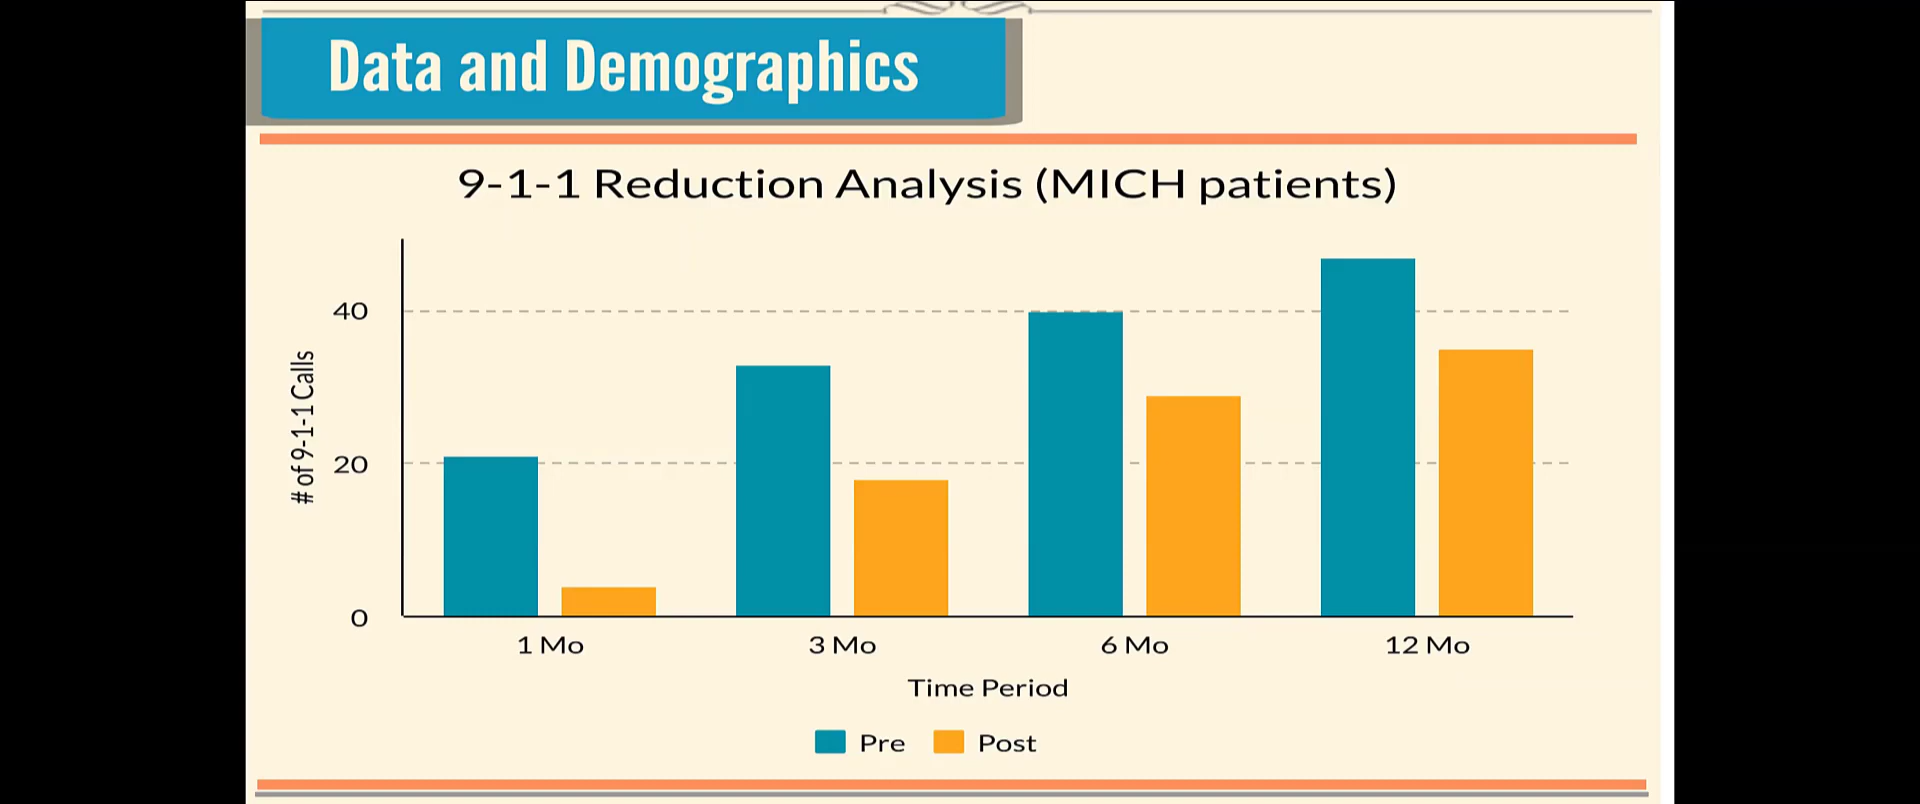 Data and Demographics
9-1-1 Reduction Analysis (MICH patients)
# of 9-1-1 Calls
40
20
0
1 Mo
3 Mo
6 Mo
12 Mo
Time Period
Pre
Post